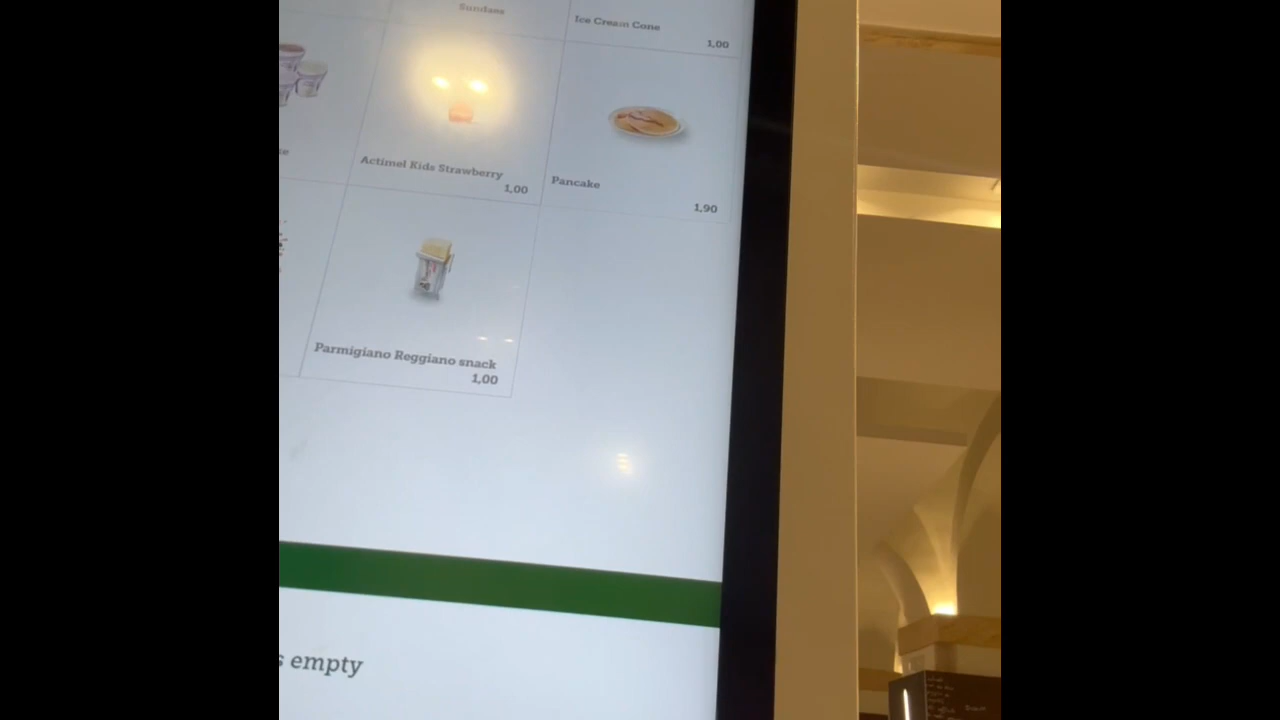 Sundaes
Ice Cream Cone
1,00
Actimel Kids Strawberry
1,00
Pancake
1,90
Parmigiano Reggiano snack
1,00
empty